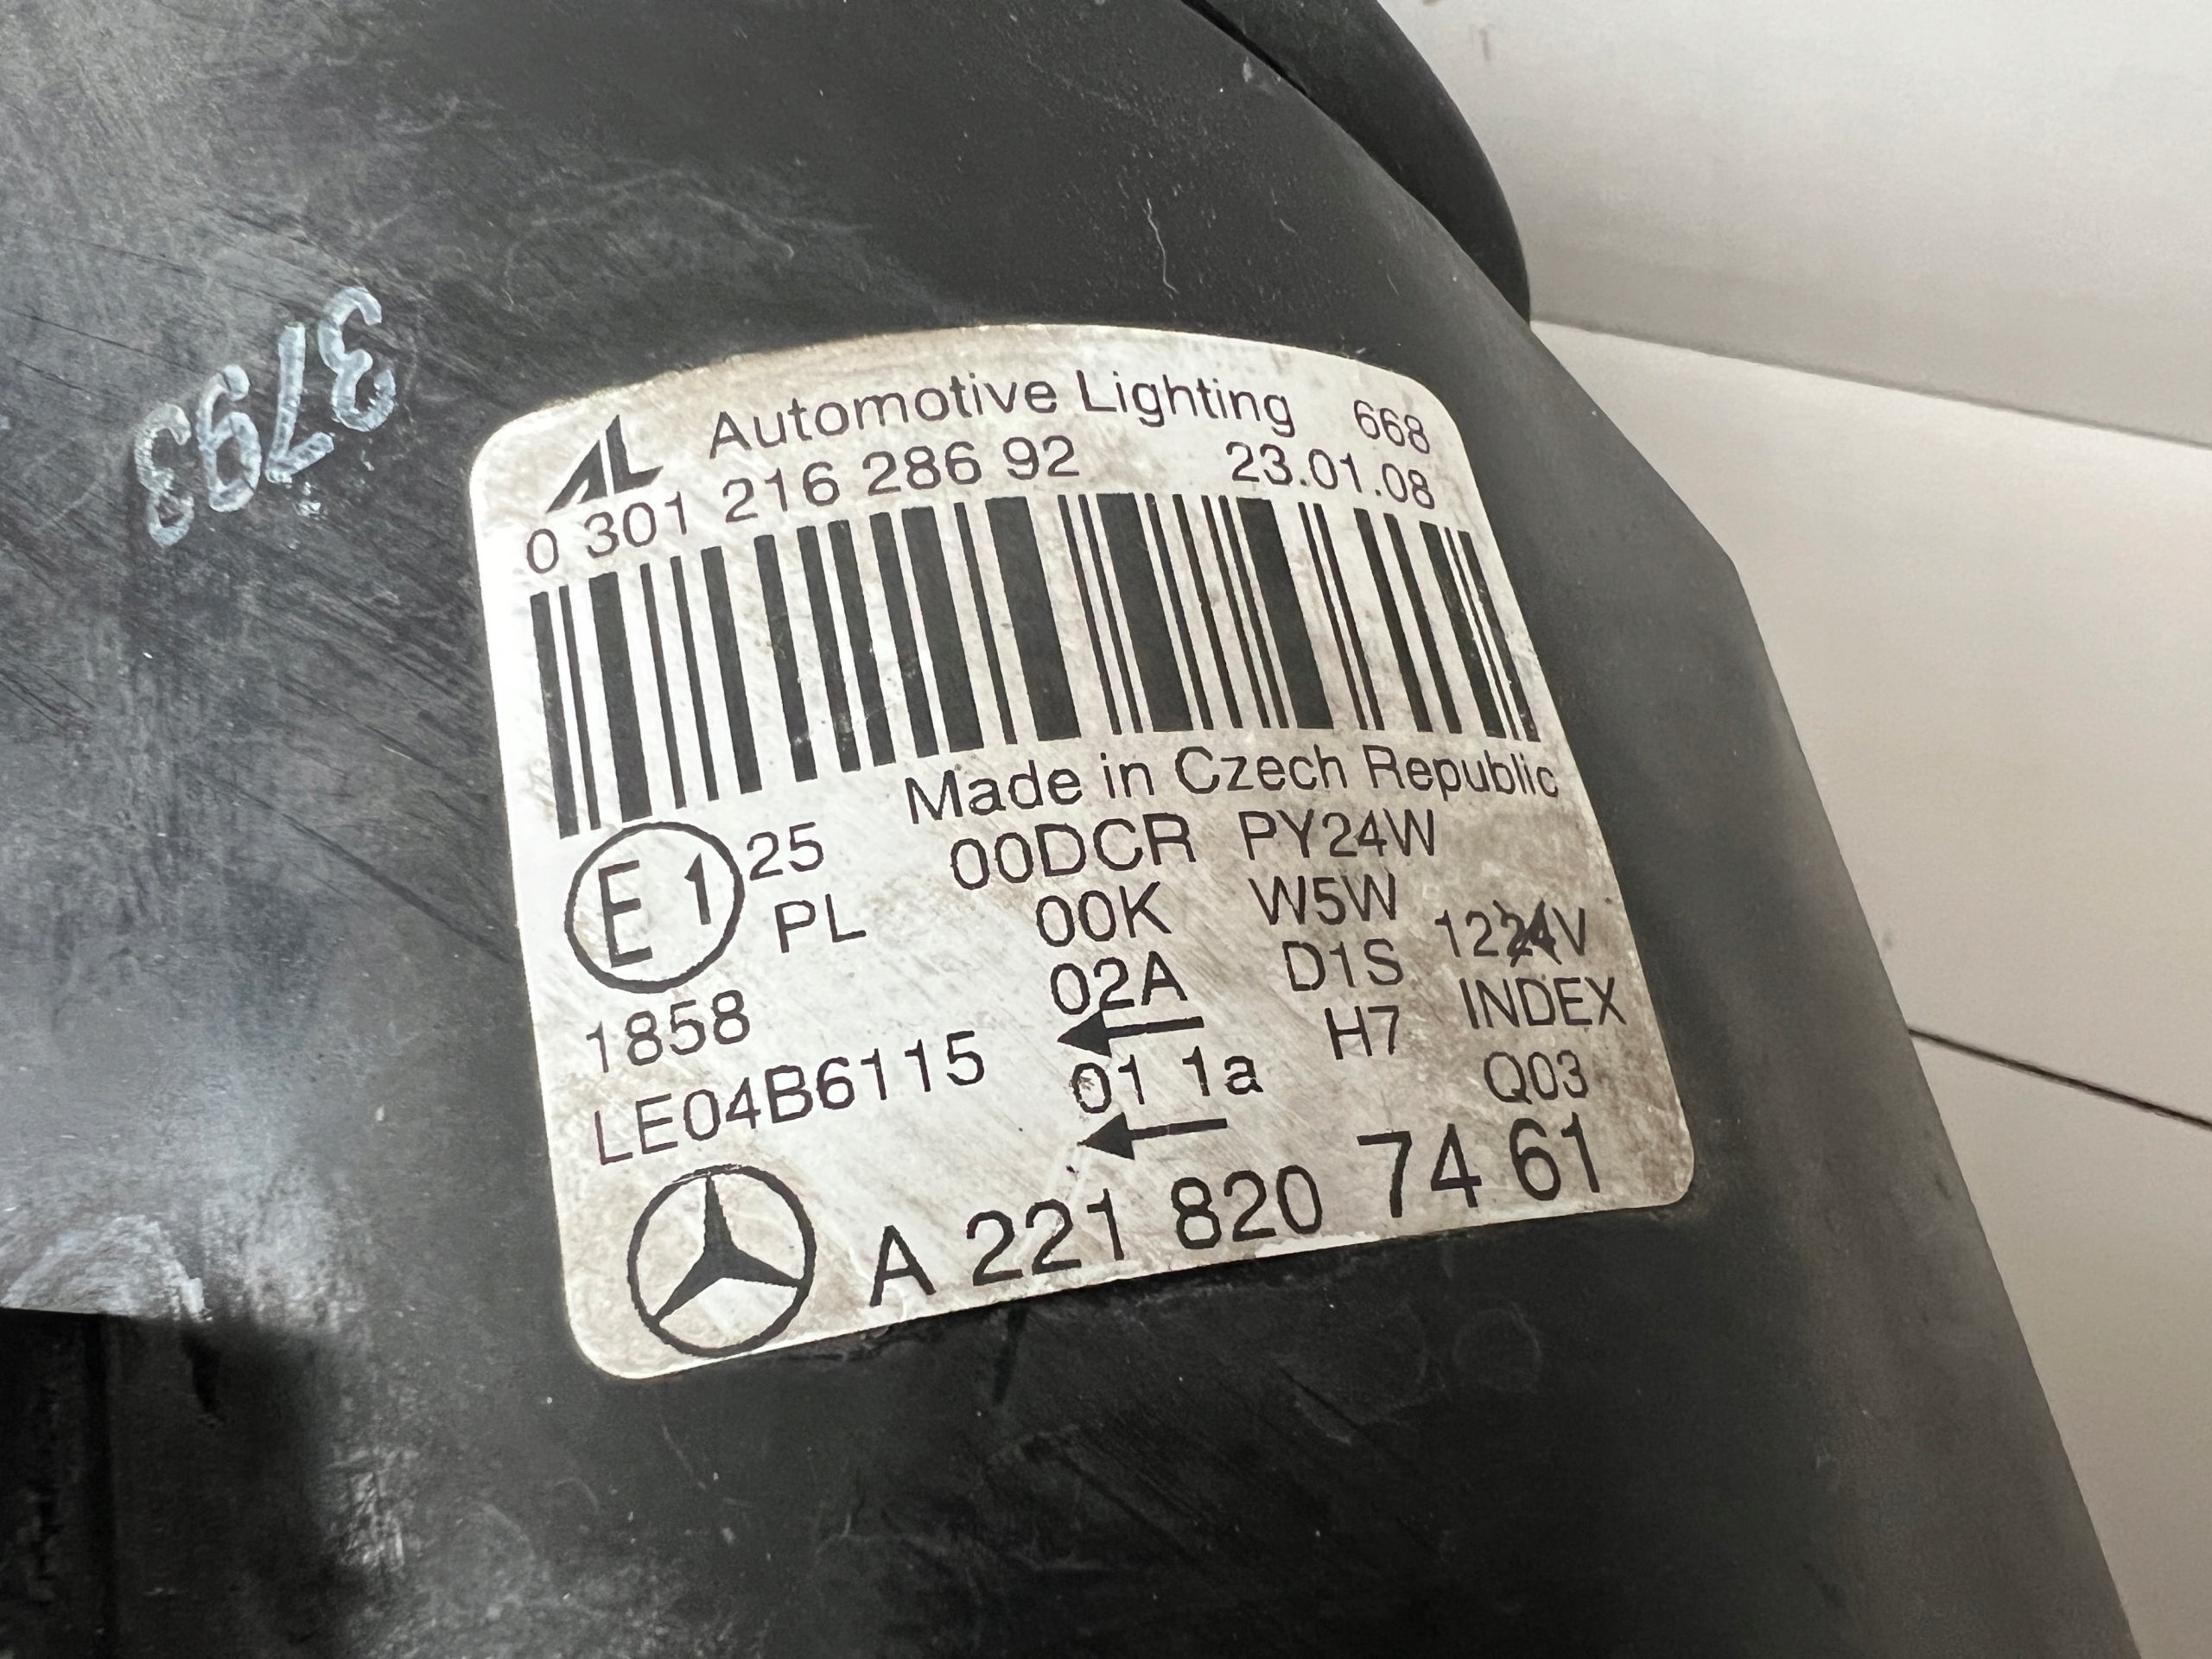 3793
AL Automotive Lighting 668
0 301 216 286 92 23.01.08
Made in Czech Republic
E1 25 00DCR PY24W
PL 00K W5W 1224V
1858 02A D1S INDEX
LE04B6115 01 1a H7 Q03
A 221 820 74 61